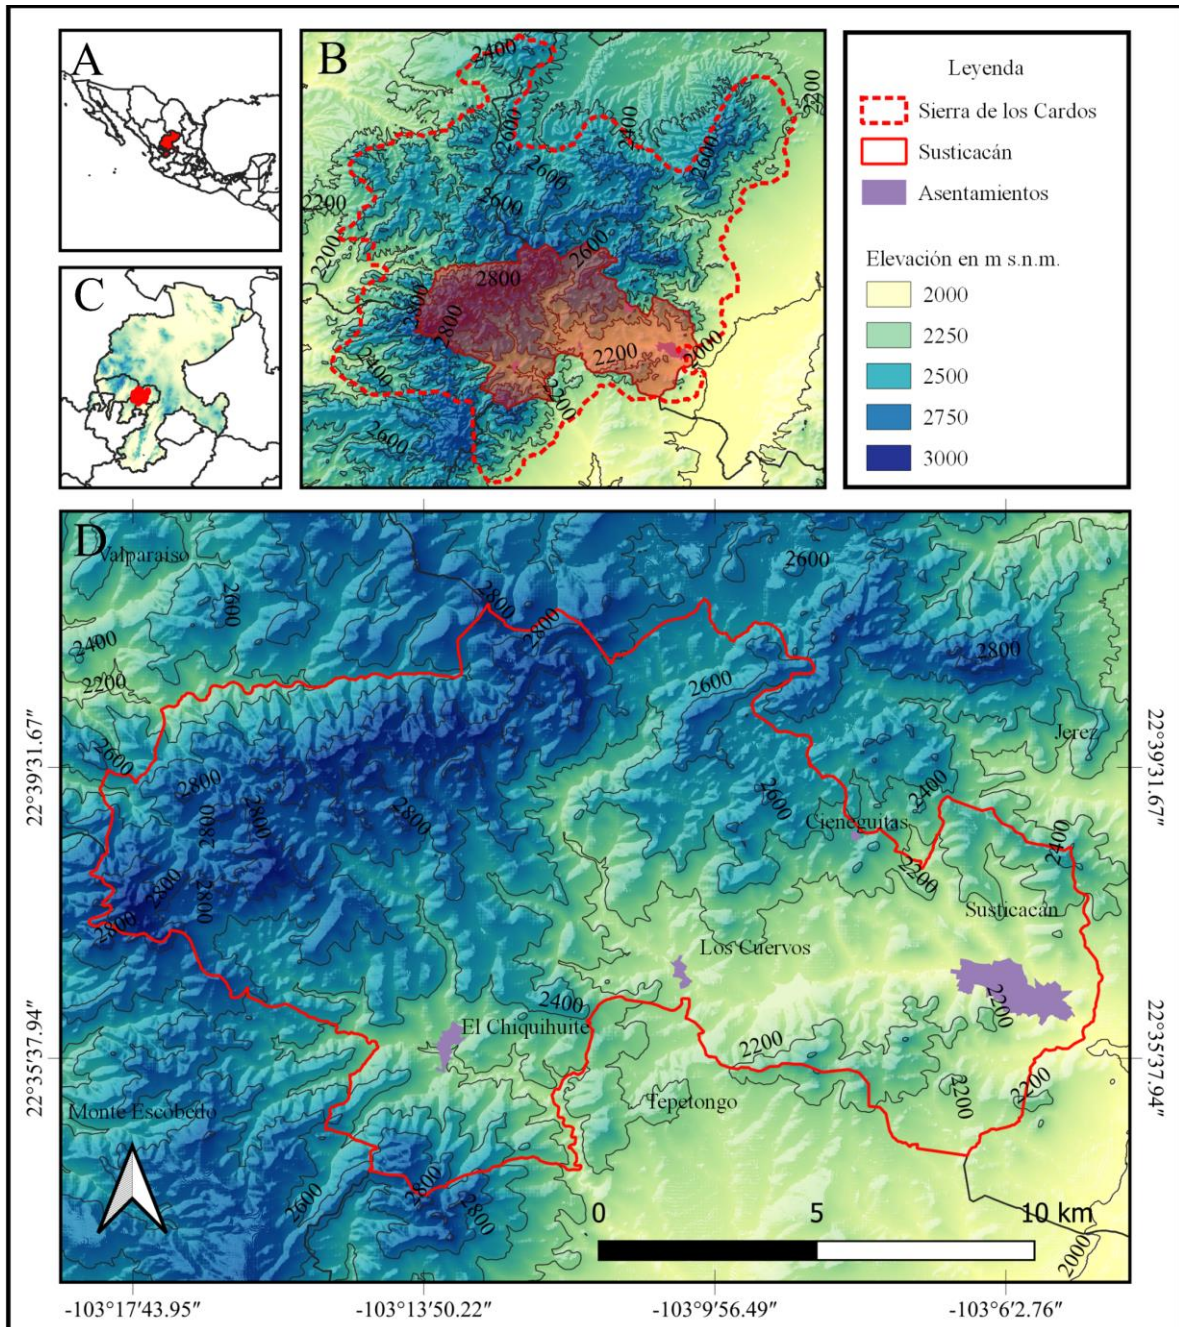 A
B
2400
2200
2600
2400
2600
2600
2600
2200
2200
2600
2800
2800
2800
2400
2200
2000
2200
2600
C
Leyenda
Sierra de los Cardos
Susticacán
Asentamientos
Elevación en m s.n.m.
2000
2250
2500
2750
3000
D
Valparaiso
2600
2800
2800
2600
2400
2200
2600
2800
Jerez
2600
2800
2800
2800
2800
2600
2400
Cieneguitas
2200
2400
2800
2800
2800
Susticacán
Los Cuervos
2400
El Chiquihuite
2200
2200
2200
2200
Monte Escobedo
Tepetongo
2600
2800
2800
2000
0 5 10 km
22°39′31.67″
22°35′37.94″
22°39′31.67″
22°35′37.94″
-103°17′43.95″ -103°13′50.22″ -103°9′56.49″ -103°6′2.76″